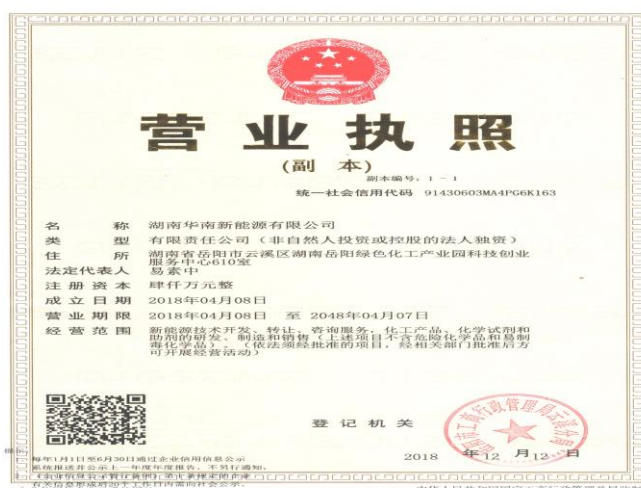 营业执照
(副 本)
副本编号：1-1
统一社会信用代码 91430603MA4PG6K163
名 称 湖南华南新能源有限公司
类 型 有限责任公司（非自然人投资或控股的法人独资）
住 所 湖南省岳阳市云溪区湖南岳阳绿色化工产业园科技创业
服务中心610室
法定代表人 易素中
注册资本 肆仟万元整
成立日期 2018年04月08日
营业期限 2018年04月08日 至 2048年04月07日
经营范围 新能源技术开发、转让、咨询服务，化工产品、化学试剂和
助剂的研发、制造和销售（上述项目不含危险化学品和易制
毒化学品）。（依法须经批准的项目，经相关部门批准后方
可开展经营活动）
登记机关
2018 年12 月12 日
每年1月1日至6月30日通过企业信用信息公示
系统报送并公示上一年度年度报告，不另行通知。